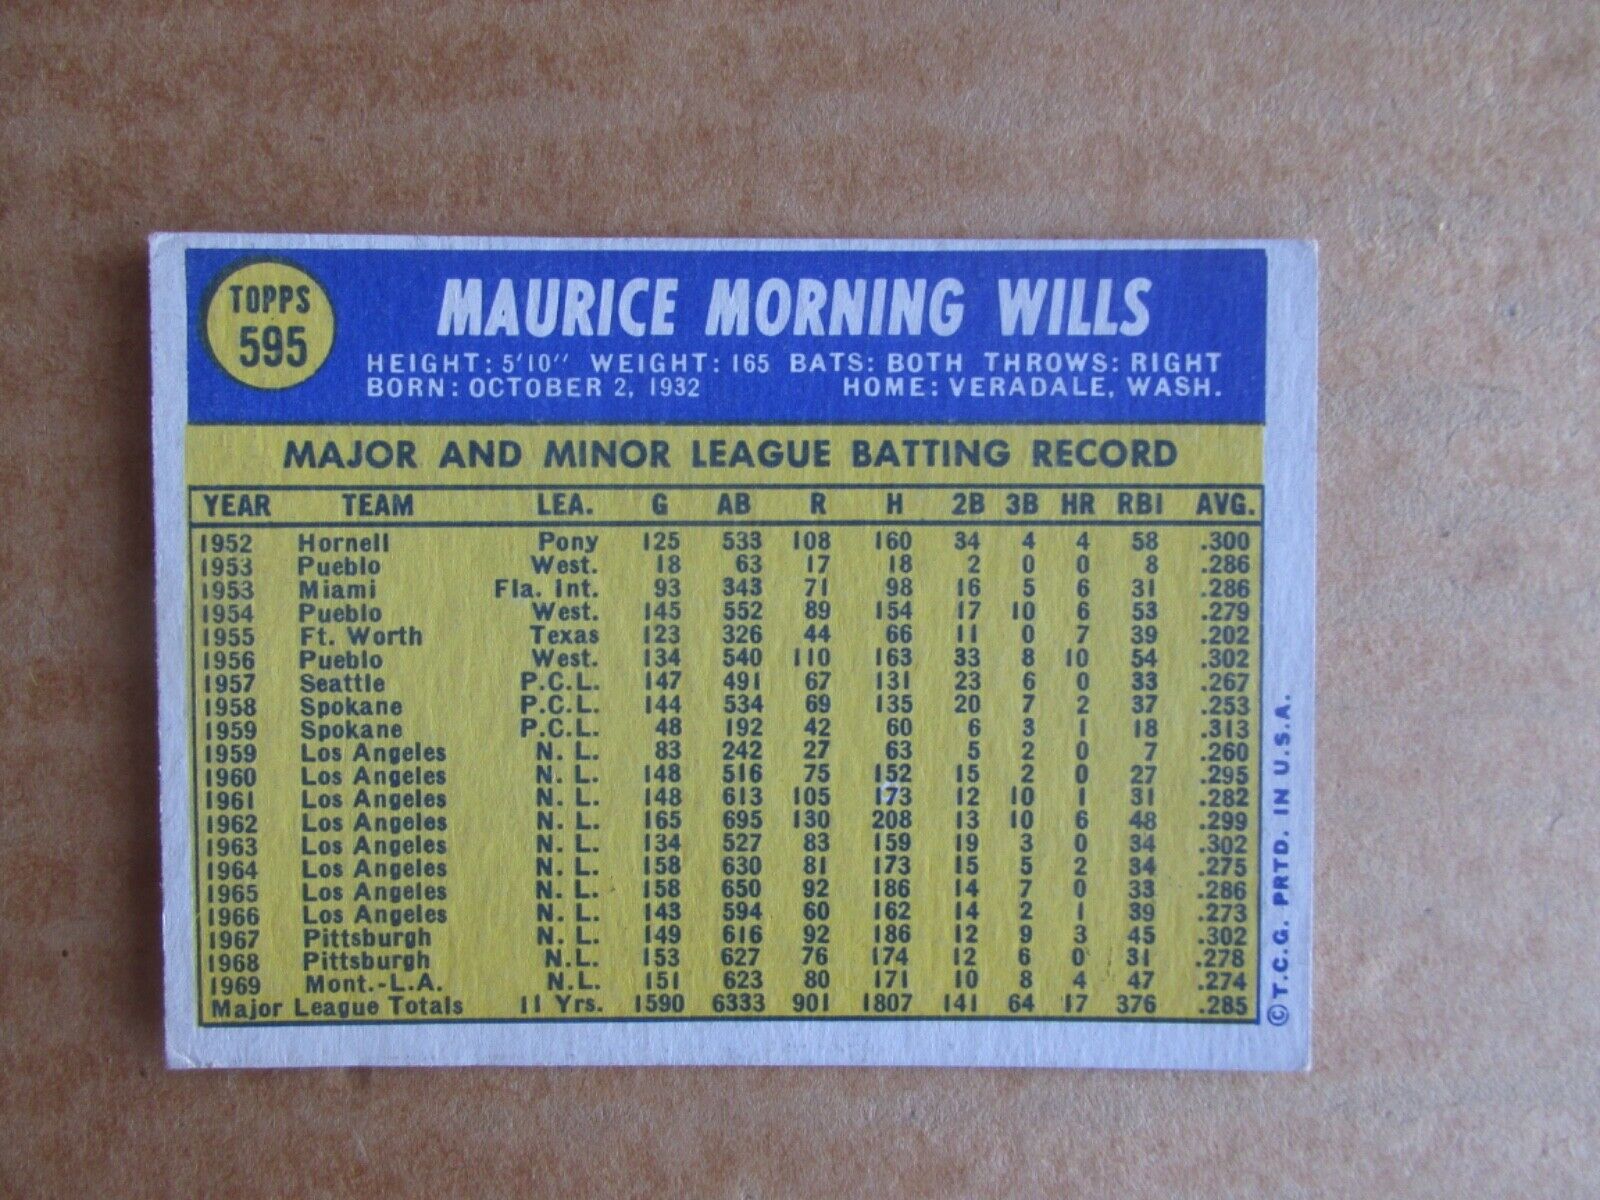 TOPPS
595
MAURICE MORNING WILLS
HEIGHT: 5'10" WEIGHT: 165 BATS: BOTH THROWS: RIGHT
BORN: OCTOBER 2, 1932 HOME: VERADALE, WASH.
MAJOR AND MINOR LEAGUE BATTING RECORD
YEAR TEAM LEA. G AB R H 2B 3B HR RBI AVG.
1952 Hornell Pony 125 533 108 160 34 4 4 58 .300
1953 Pueblo West. 18 63 17 18 2 0 0 8 .286
1953 Miami Fla. Int. 93 343 71 98 16 5 6 31 .286
1954 Pueblo West. 145 552 89 154 17 10 6 53 .279
1955 Ft. Worth Texas 123 326 44 66 11 0 7 39 .202
1956 Pueblo West. 134 540 110 163 33 8 10 54 .302
1957 Seattle P.C.L. 147 491 67 131 23 6 0 33 .267
1958 Spokane P.C.L. 144 534 69 135 20 7 2 37 .253
1959 Spokane P.C.L. 48 192 42 60 6 3 1 18 .313
1959 Los Angeles N.L. 83 242 27 63 5 2 0 7 .260
1960 Los Angeles N.L. 148 516 75 152 15 2 0 27 .295
1961 Los Angeles N.L. 148 613 105 173 12 10 1 31 .282
1962 Los Angeles N.L. 165 695 130 208 13 10 6 48 .299
1963 Los Angeles N.L. 134 527 83 159 19 3 0 34 .302
1964 Los Angeles N.L. 158 630 81 173 15 5 2 34 .275
1965 Los Angeles N.L. 158 650 92 186 14 7 0 33 .286
1966 Los Angeles N.L. 143 594 60 162 14 2 1 39 .273
1967 Pittsburgh N.L. 149 616 92 186 12 9 3 45 .302
1968 Pittsburgh N.L. 153 627 76 174 12 6 0 31 .278
1969 Mont.-L.A. N.L. 151 623 80 171 10 8 4 47 .274
Major League Totals 11 Yrs. 1590 6333 901 1807 141 64 17 376 .285
© T.C.G. PRTD. IN U.S.A.